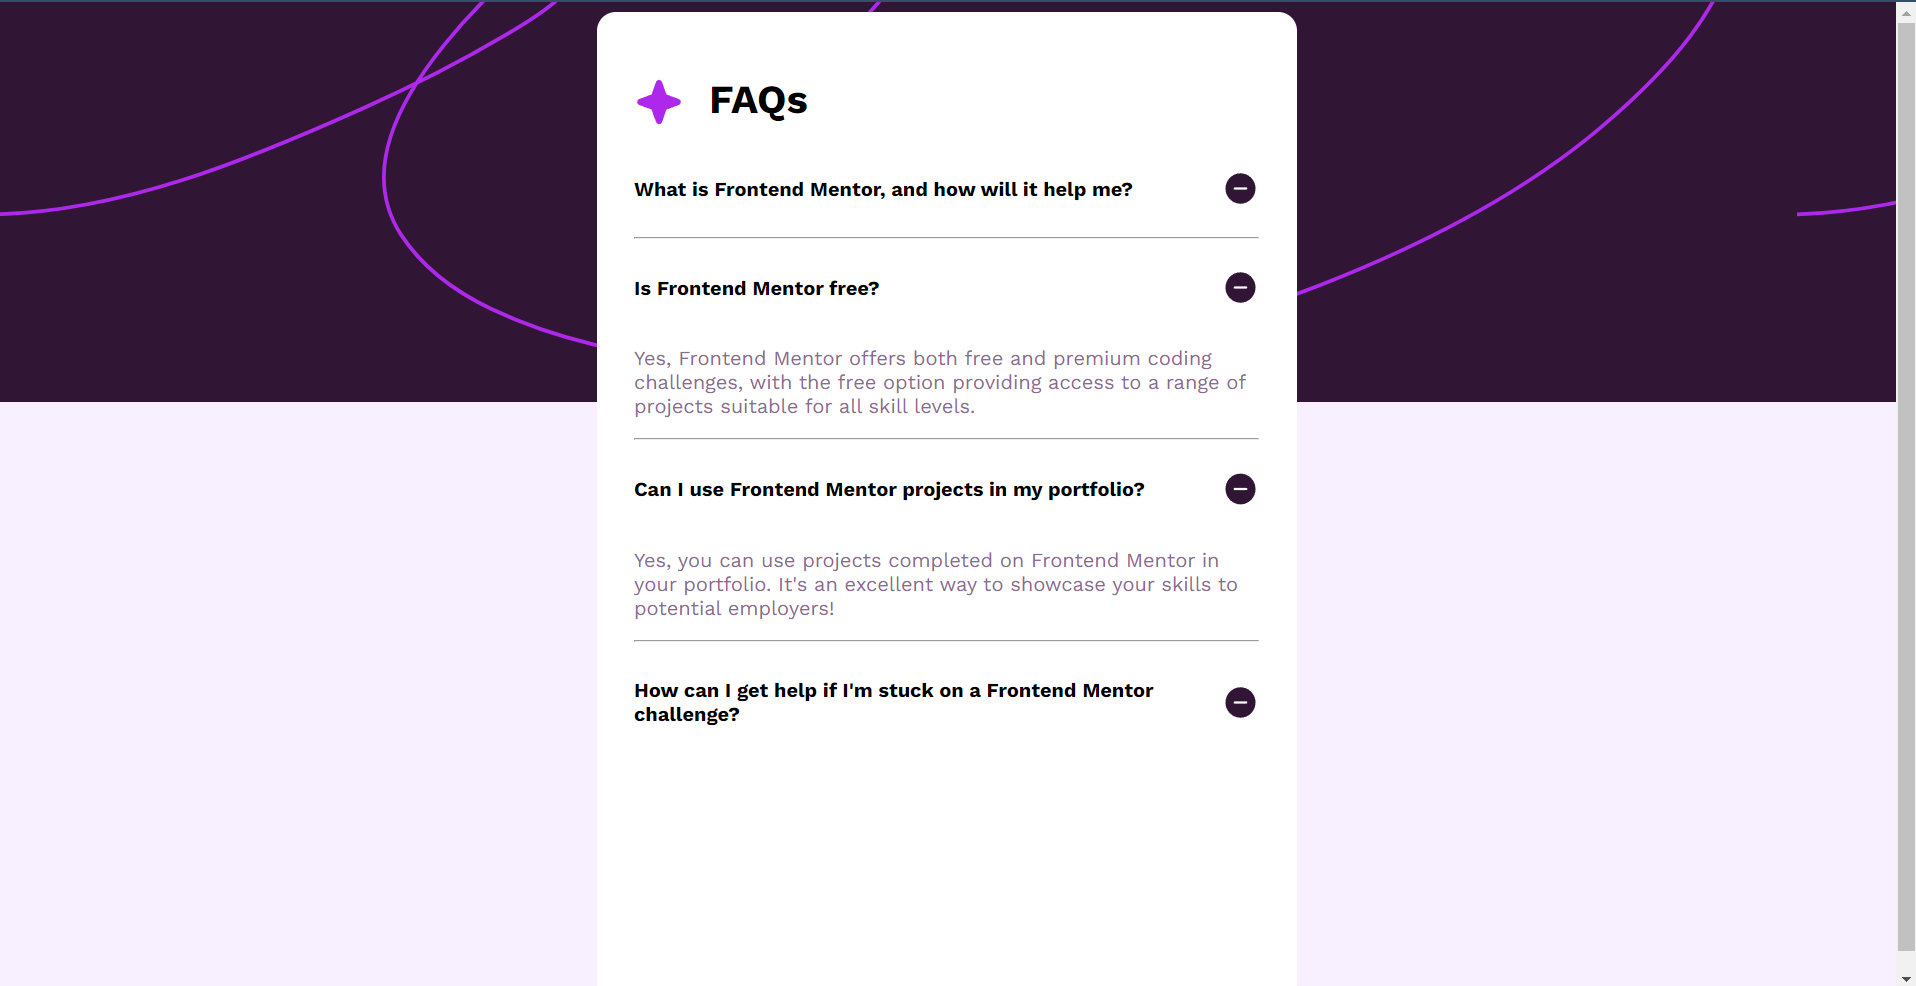 FAQs
What is Frontend Mentor, and how will it help me?
Is Frontend Mentor free?
Yes, Frontend Mentor offers both free and premium coding
challenges, with the free option providing access to a range of
projects suitable for all skill levels.
Can I use Frontend Mentor projects in my portfolio?
Yes, you can use projects completed on Frontend Mentor in
your portfolio. It's an excellent way to showcase your skills to
potential employers!
How can I get help if I'm stuck on a Frontend Mentor
challenge?